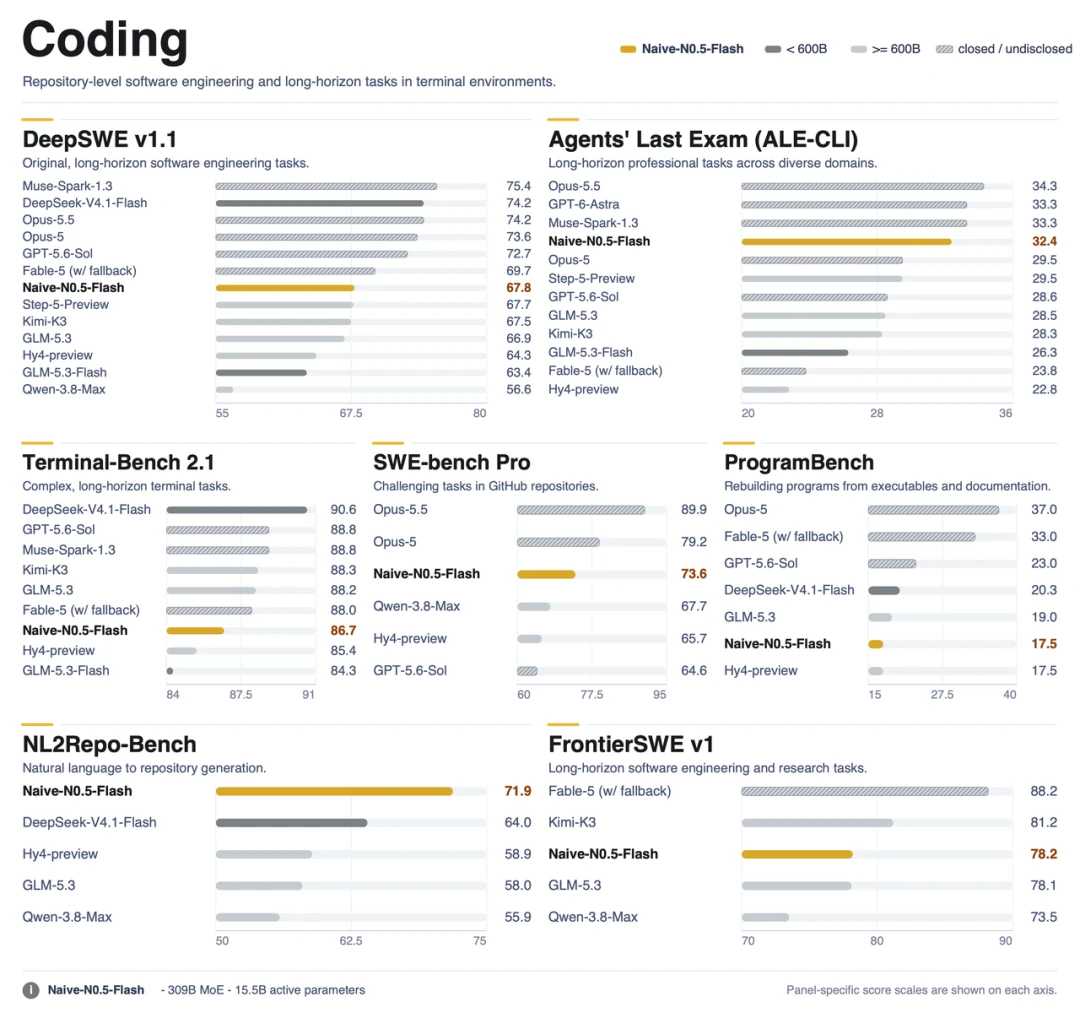 Coding
Naive-N0.5-Flash < 600B >= 600B closed / undisclosed
Repository-level software engineering and long-horizon tasks in terminal environments.
DeepSWE v1.1
Original, long-horizon software engineering tasks.
Muse-Spark-1.3 75.4
DeepSeek-V4.1-Flash 74.2
Opus-5.5 74.2
Opus-5 73.6
GPT-5.6-Sol 72.7
Fable-5 (w/ fallback) 69.7
Naive-N0.5-Flash 67.8
Step-5-Preview 67.7
Kimi-K3 67.5
GLM-5.3 66.9
Hy4-preview 64.3
GLM-5.3-Flash 63.4
Qwen-3.8-Max 56.6
55 67.5 80
Agents' Last Exam (ALE-CLI)
Long-horizon professional tasks across diverse domains.
Opus-5.5 34.3
GPT-6-Astra 33.3
Muse-Spark-1.3 33.3
Naive-N0.5-Flash 32.4
Opus-5 29.5
Step-5-Preview 29.5
GPT-5.6-Sol 28.6
GLM-5.3 28.5
Kimi-K3 28.3
GLM-5.3-Flash 26.3
Fable-5 (w/ fallback) 23.8
Hy4-preview 22.8
20 28 36
Terminal-Bench 2.1
Complex, long-horizon terminal tasks.
DeepSeek-V4.1-Flash 90.6
GPT-5.6-Sol 88.8
Muse-Spark-1.3 88.8
Kimi-K3 88.3
GLM-5.3 88.2
Fable-5 (w/ fallback) 88.0
Naive-N0.5-Flash 86.7
Hy4-preview 85.4
GLM-5.3-Flash 84.3
84 87.5 91
SWE-bench Pro
Challenging tasks in GitHub repositories.
Opus-5.5 89.9
Opus-5 79.2
Naive-N0.5-Flash 73.6
Qwen-3.8-Max 67.7
Hy4-preview 65.7
GPT-5.6-Sol 64.6
60 77.5 95
ProgramBench
Rebuilding programs from executables and documentation.
Opus-5 37.0
Fable-5 (w/ fallback) 33.0
GPT-5.6-Sol 23.0
DeepSeek-V4.1-Flash 20.3
GLM-5.3 19.0
Naive-N0.5-Flash 17.5
Hy4-preview 17.5
15 27.5 40
NL2Repo-Bench
Natural language to repository generation.
Naive-N0.5-Flash 71.9
DeepSeek-V4.1-Flash 64.0
Hy4-preview 58.9
GLM-5.3 58.0
Qwen-3.8-Max 55.9
50 62.5 75
FrontierSWE v1
Long-horizon software engineering and research tasks.
Fable-5 (w/ fallback) 88.2
Kimi-K3 81.2
Naive-N0.5-Flash 78.2
GLM-5.3 78.1
Qwen-3.8-Max 73.5
70 80 90
i Naive-N0.5-Flash - 309B MoE - 15.5B active parameters
Panel-specific score scales are shown on each axis.